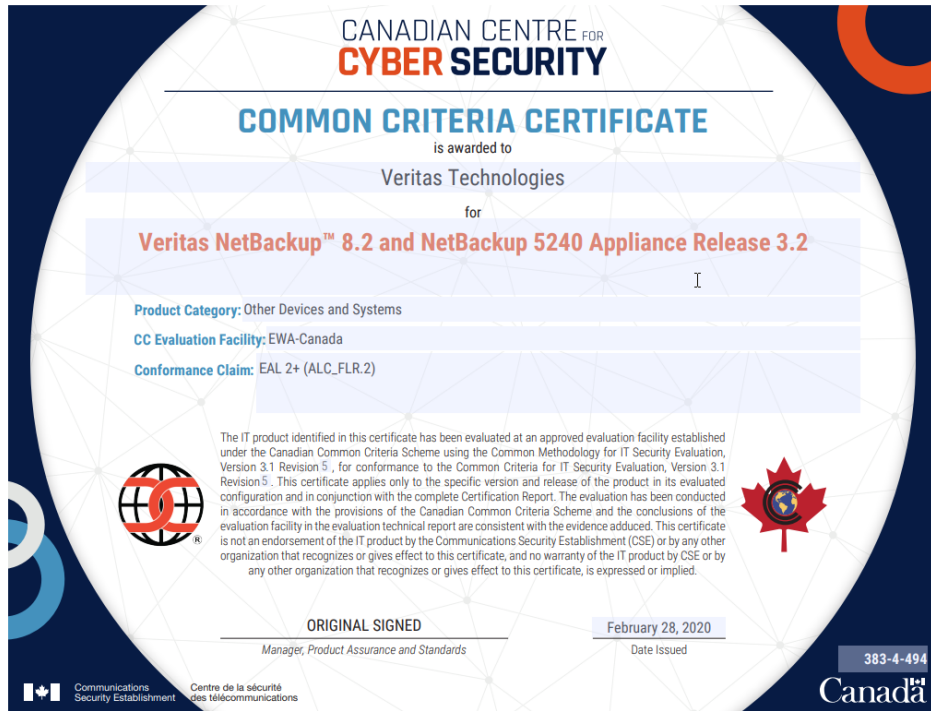 CANADIAN CENTRE FOR
CYBER SECURITY
COMMON CRITERIA CERTIFICATE
is awarded to
Veritas Technologies
for
Veritas NetBackup™ 8.2 and NetBackup 5240 Appliance Release 3.2
Product Category: Other Devices and Systems
CC Evaluation Facility: EWA-Canada
Conformance Claim: EAL 2+ (ALC_FLR.2)
The IT product identified in this certificate has been evaluated at an approved evaluation facility established
under the Canadian Common Criteria Scheme using the Common Methodology for IT Security Evaluation,
Version 3.1 Revision 5 , for conformance to the Common Criteria for IT Security Evaluation, Version 3.1
Revision 5 . This certificate applies only to the specific version and release of the product in its evaluated
configuration and in conjunction with the complete Certification Report. The evaluation has been conducted
in accordance with the provisions of the Canadian Common Criteria Scheme and the conclusions of the
evaluation facility in the evaluation technical report are consistent with the evidence adduced. This certificate
is not an endorsement of the IT product by the Communications Security Establishment (CSE) or by any other
organization that recognizes or gives effect to this certificate, and no warranty of the IT product by CSE or by
any other organization that recognizes or gives effect to this certificate, is expressed or implied.
®
ORIGINAL SIGNED
Manager, Product Assurance and Standards
February 28, 2020
Date Issued
383-4-494
Communications
Security Establishment
Centre de la sécurité
des télécommunications
Canada